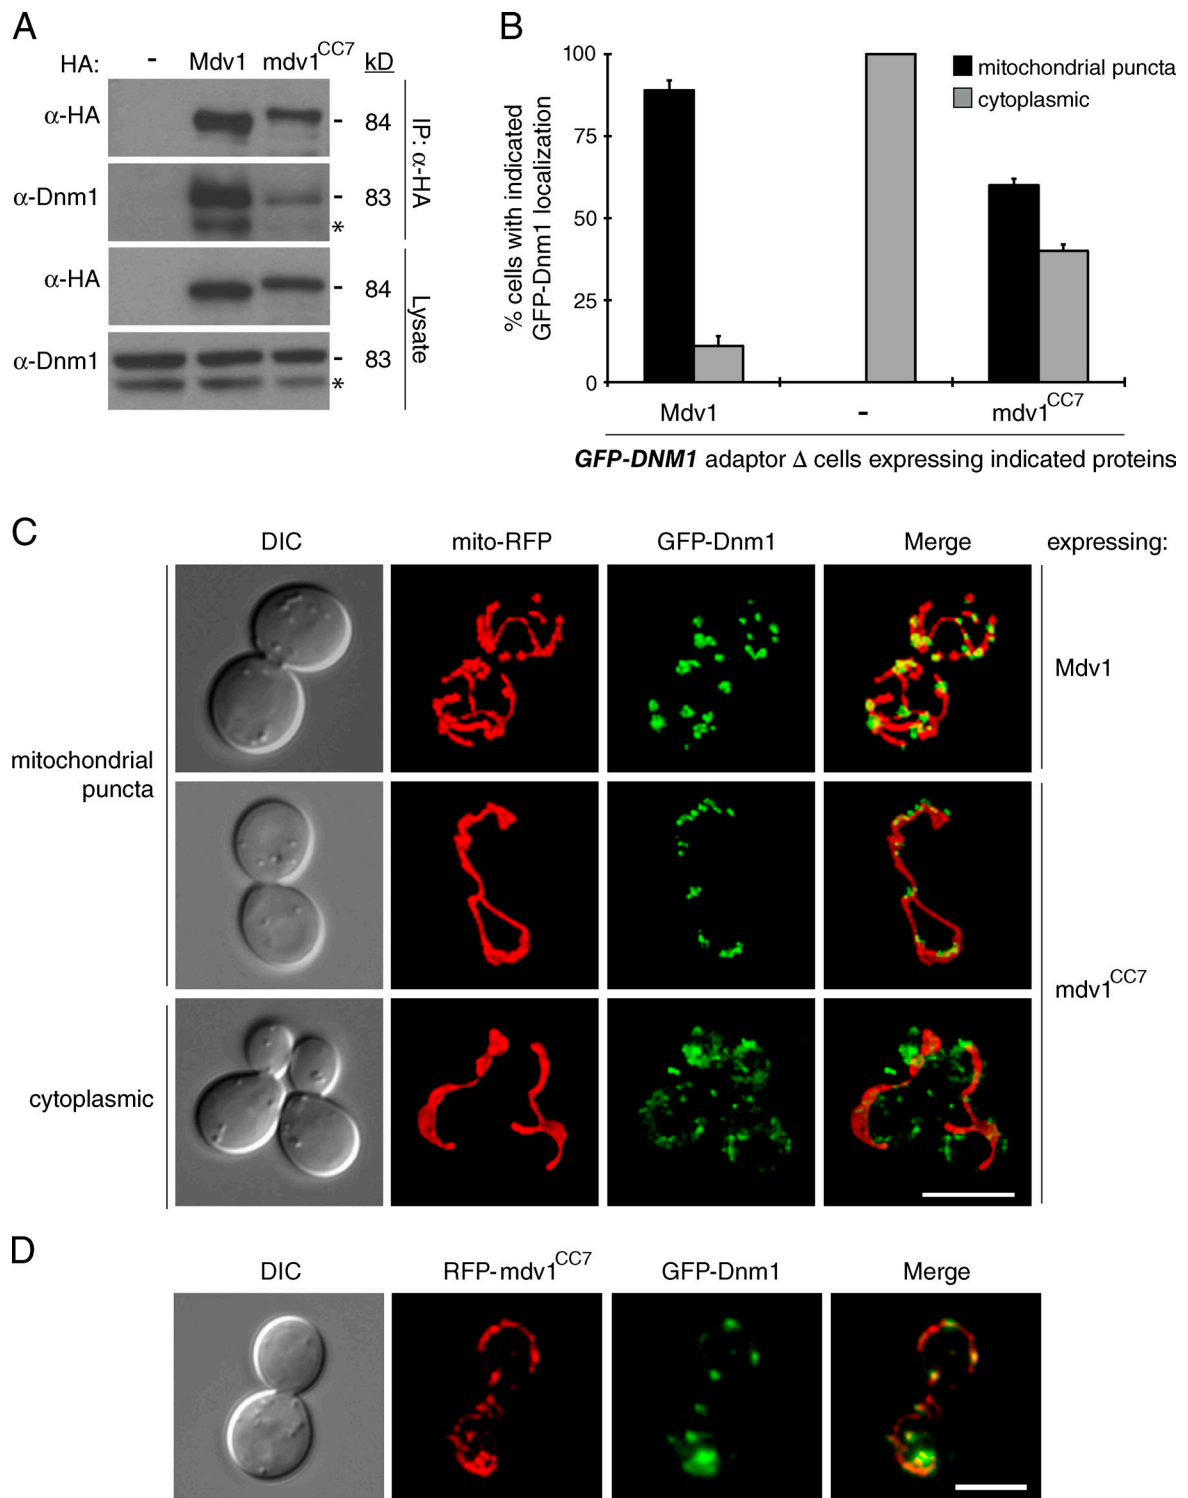 A
HA: - Mdv1 mdv1CC7 kD
α-HA - 84
α-Dnm1 - 83
*
IP: α-HA
α-HA - 84
α-Dnm1 - 83
*
Lysate
B
% cells with indicated
GFP-Dnm1 localization
100
75
50
25
0
mitochondrial puncta
cytoplasmic
Mdv1 - mdv1CC7
GFP-DNM1 adaptor Δ cells expressing indicated proteins
C
DIC mito-RFP GFP-Dnm1 Merge expressing:
mitochondrial
puncta
cytoplasmic
Mdv1
mdv1CC7
D
DIC RFP-mdv1CC7 GFP-Dnm1 Merge